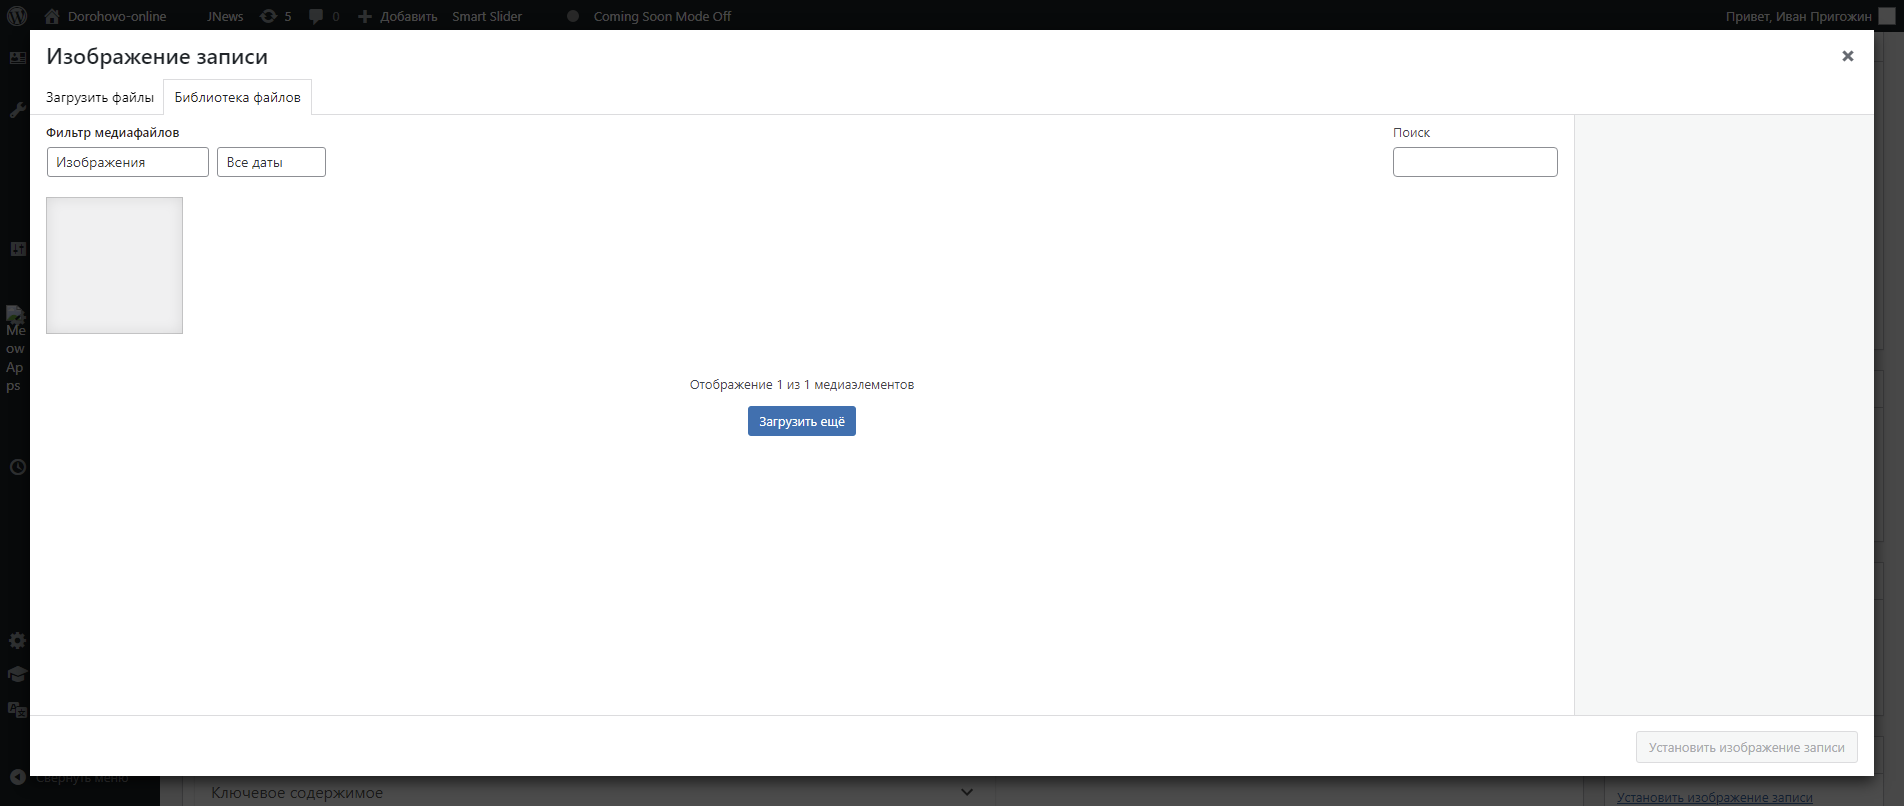 Dorohovo-online JNews 5 0 Добавить Smart Slider Coming Soon Mode Off Привет, Иван Пригожин
Изображение записи
Загрузить файлы Библиотека файлов
Фильтр медиафайлов Поиск
Изображения Все даты
Me
ow
Ap
ps
Отображение 1 из 1 медиаэлементов
Загрузить ещё
Установить изображение записи
Свернуть меню
Ключевое содержимое
Установить изображение записи